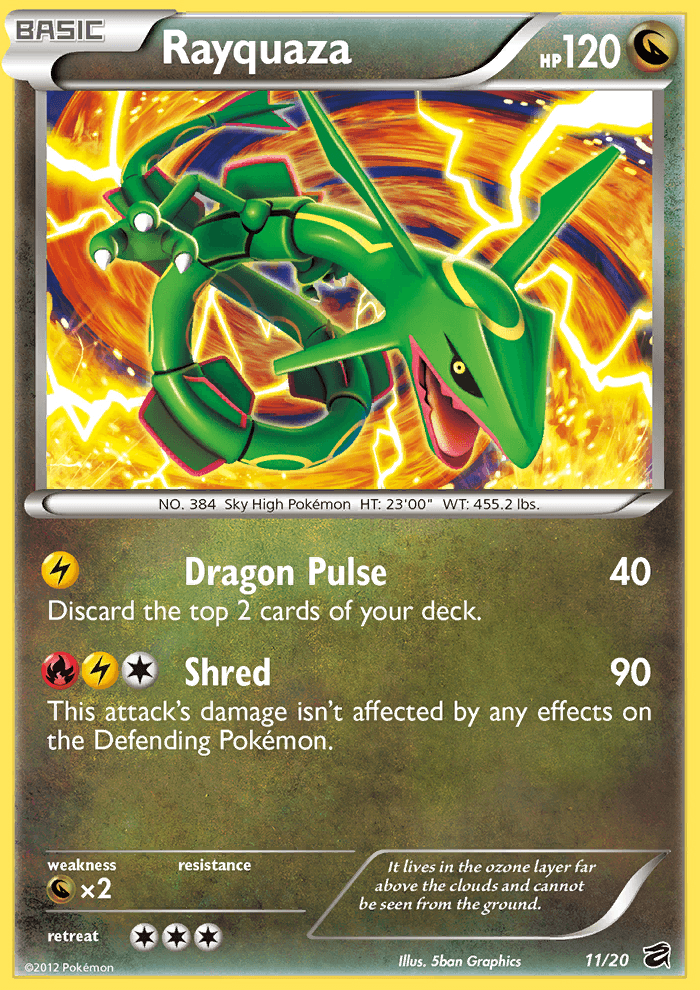 BASIC
Rayquaza
HP120
NO. 384 Sky High Pokémon HT: 23'00" WT: 455.2 lbs.
Dragon Pulse 40
Discard the top 2 cards of your deck.
Shred 90
This attack's damage isn't affected by any effects on
the Defending Pokémon.
weakness
resistance
×2
It lives in the ozone layer far
above the clouds and cannot
be seen from the ground.
retreat
©2012 Pokémon
Illus. 5ban Graphics
11/20